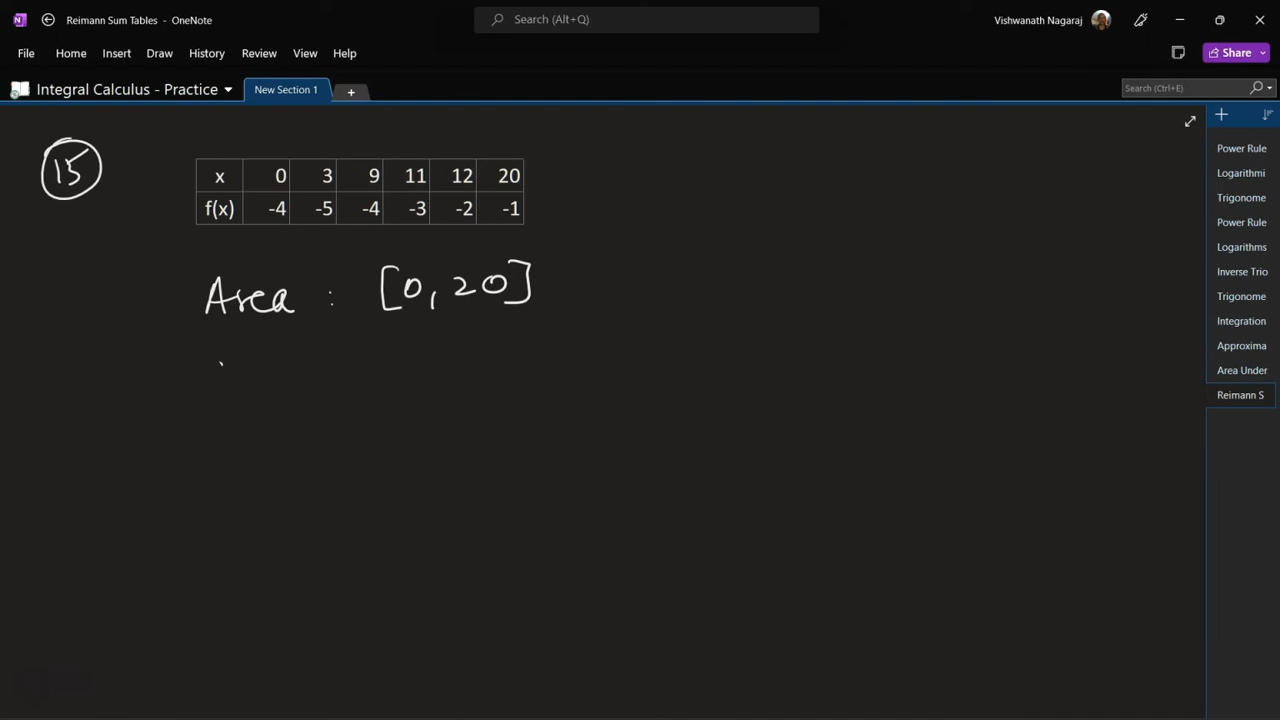 Reimann Sum Tables - OneNote
Search (Alt+Q)
Vishwanath Nagaraj
File Home Insert Draw History Review View Help
Share
Integral Calculus - Practice
New Section 1
Search (Ctrl+E)
15
x 0 3 9 11 12 20
f(x) -4 -5 -4 -3 -2 -1
Area : [0, 20]
Power Rule
Logarithmi
Trigonome
Power Rule
Logarithms
Inverse Trio
Trigonome
Integration
Approxima
Area Under
Reimann S